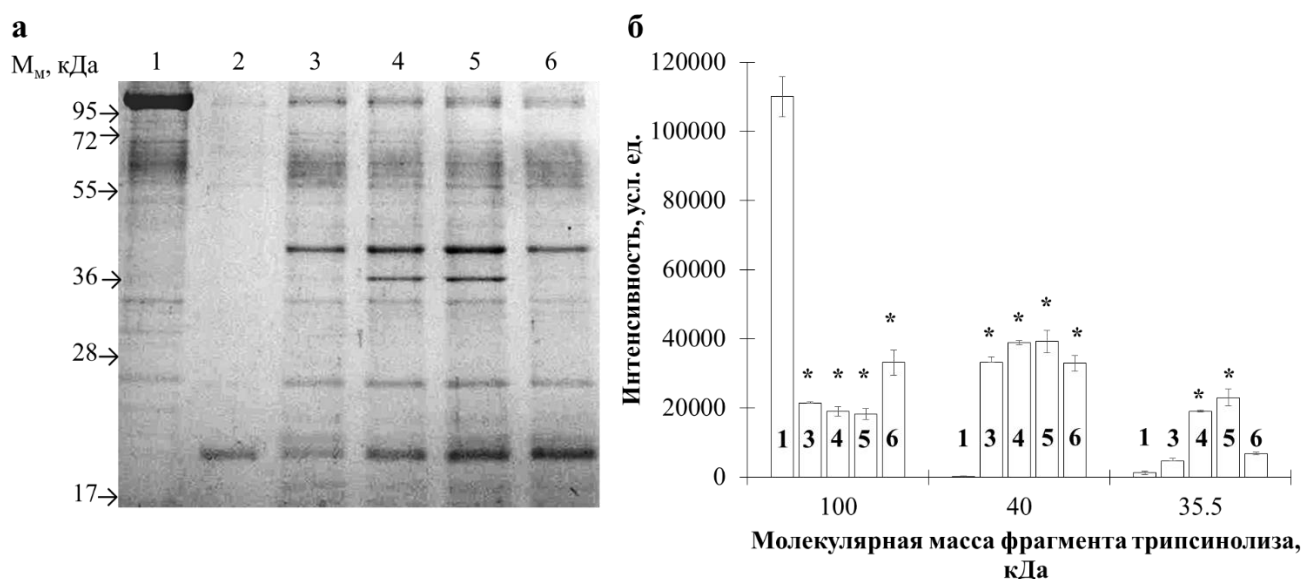 а
1 2 3 4 5 6
Mм, кДа
95→
72→
55→
36→
28→
17→
б
Интенсивность, усл. ед.
120000
100000
80000
60000
40000
20000
0
* * * *
1 3 4 5 6
* * * *
1 3 4 5 6
* *
1 3 4 5 6
100 40 35.5
Молекулярная масса фрагмента трипсинолиза,
кДа